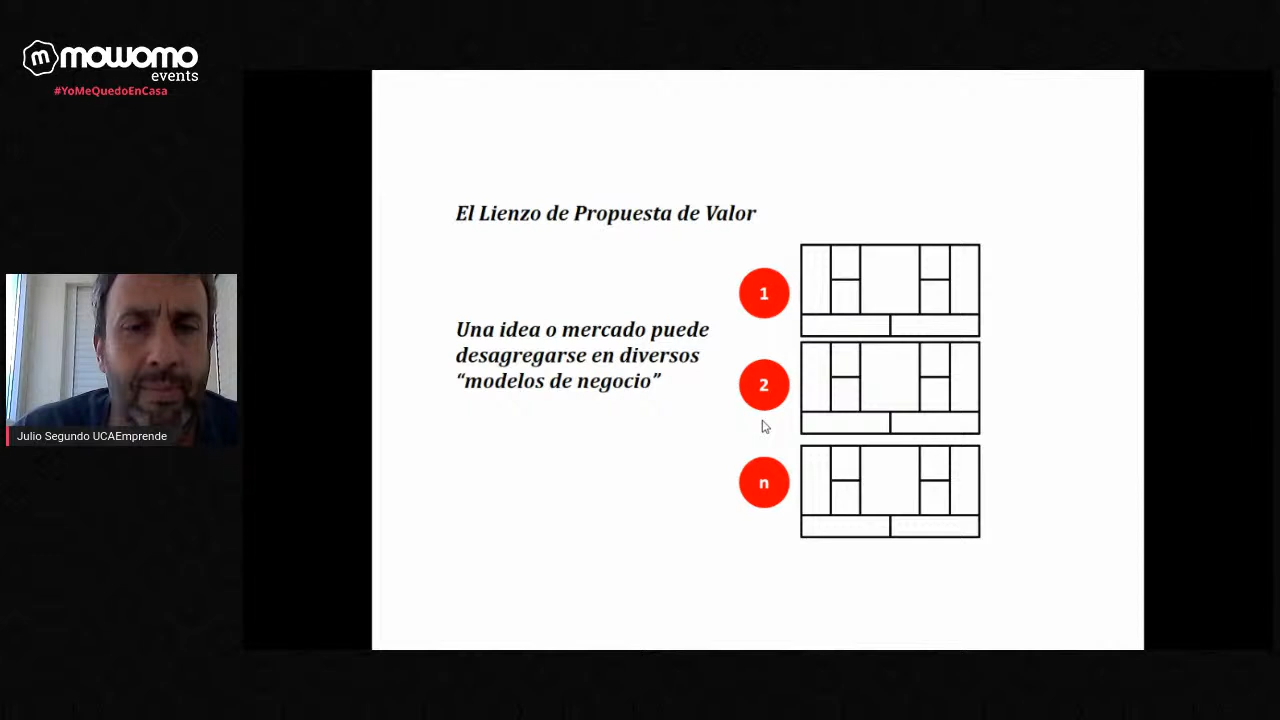 mowomo
events
#YoMeQuedoEnCasa
El Lienzo de Propuesta de Valor
1
Una idea o mercado puede
desagregarse en diversos
“modelos de negocio”
2
n
Julio Segundo UCAEmprende